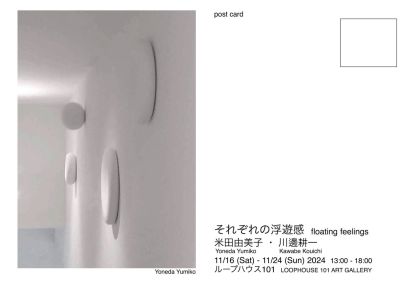 post card
Yoneda Yumiko
それぞれの浮遊感 floating feelings
米田由美子 ・ 川邊耕一
Yoneda Yumiko Kawabe Kouichi
11/16 (Sat) - 11/24 (Sun) 2024 13:00 - 18:00
ループハウス101 LOOPHOUSE 101 ART GALLERY